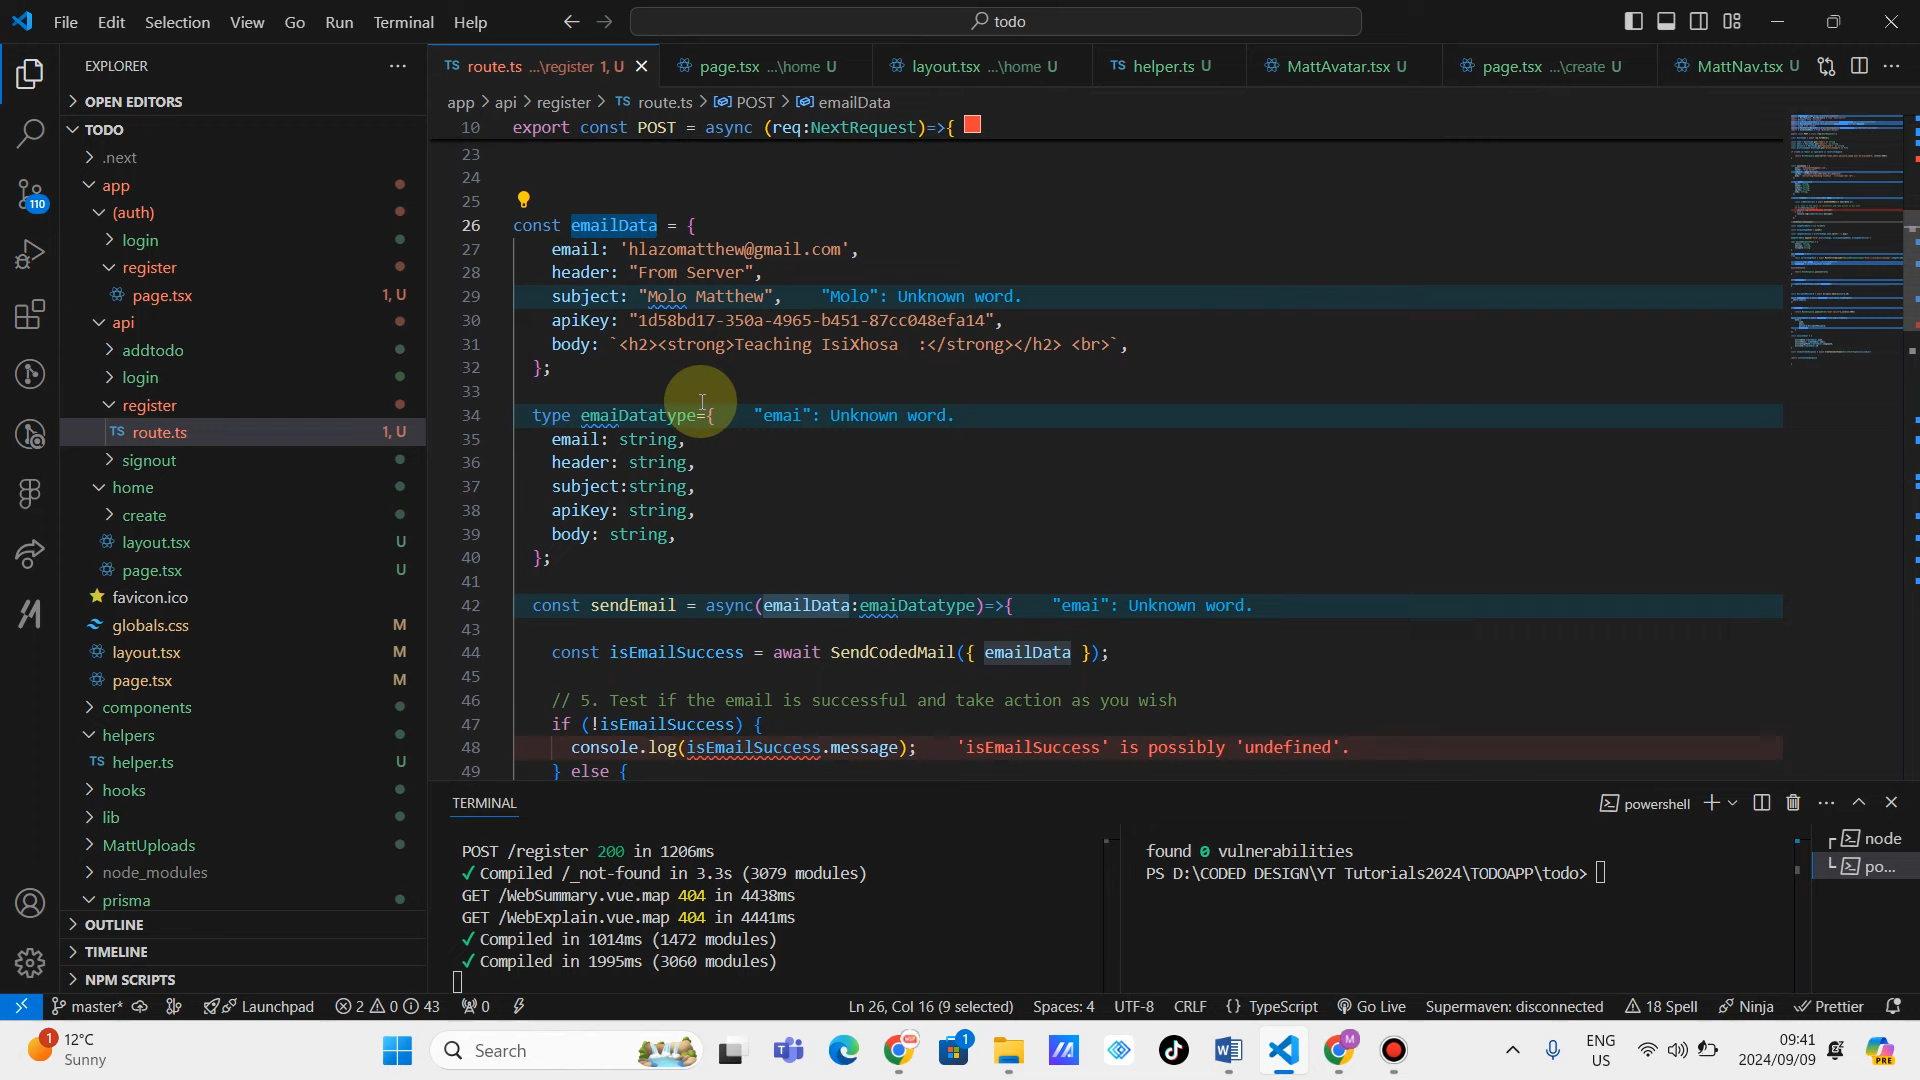 File Edit Selection View Go Run Terminal Help
todo
EXPLORER
OPEN EDITORS
TODO
.next
app
(auth)
login
register
page.tsx 1, U
api
addtodo
login
register
TS route.ts 1, U
signout
home
create
layout.tsx U
page.tsx U
favicon.ico
globals.css M
layout.tsx M
page.tsx M
components
helpers
TS helper.ts U
hooks
lib
MattUploads
node_modules
prisma
OUTLINE
TIMELINE
NPM SCRIPTS
110
TS route.ts ...\register 1, U
page.tsx ...\home U
layout.tsx ...\home U
TS helper.ts U
MattAvatar.tsx U
page.tsx ...\create U
MattNav.tsx U
app > api > register > TS route.ts > POST > emailData
10 export const POST = async (req:NextRequest)=>{
23
24
25
26 const emailData = {
27 email: 'hlazomatthew@gmail.com',
28 header: "From Server",
29 subject: "Molo Matthew", "Molo": Unknown word.
30 apiKey: "1d58bd17-350a-4965-b451-87cc048efa14",
31 body: `<h2><strong>Teaching IsiXhosa :</strong></h2> <br>`,
32 };
33
34 type emaiDatatype={ "emai": Unknown word.
35 email: string,
36 header: string,
37 subject:string,
38 apiKey: string,
39 body: string,
40 };
41
42 const sendEmail = async(emailData:emaiDatatype)=>{ "emai": Unknown word.
43
44 const isEmailSuccess = await SendCodedMail({ emailData });
45
46 // 5. Test if the email is successful and take action as you wish
47 if (!isEmailSuccess) {
48 console.log(isEmailSuccess.message); 'isEmailSuccess' is possibly 'undefined'.
49 } else {
TERMINAL
powershell
POST /register 200 in 1206ms
✓ Compiled /_not-found in 3.3s (3079 modules)
GET /WebSummary.vue.map 404 in 4438ms
GET /WebExplain.vue.map 404 in 4441ms
✓ Compiled in 1014ms (1472 modules)
✓ Compiled in 1995ms (3060 modules)
found 0 vulnerabilities
PS D:\CODED DESIGN\YT Tutorials2024\TODOAPP\todo>
node
po...
master* Launchpad 2 0 43 0
Ln 26, Col 16 (9 selected) Spaces: 4 UTF-8 CRLF {} TypeScript Go Live Supermaven: disconnected 18 Spell Ninja Prettier
1
12°C
Sunny
Search
1
M
ENG
US
09:41
2024/09/09
PRE